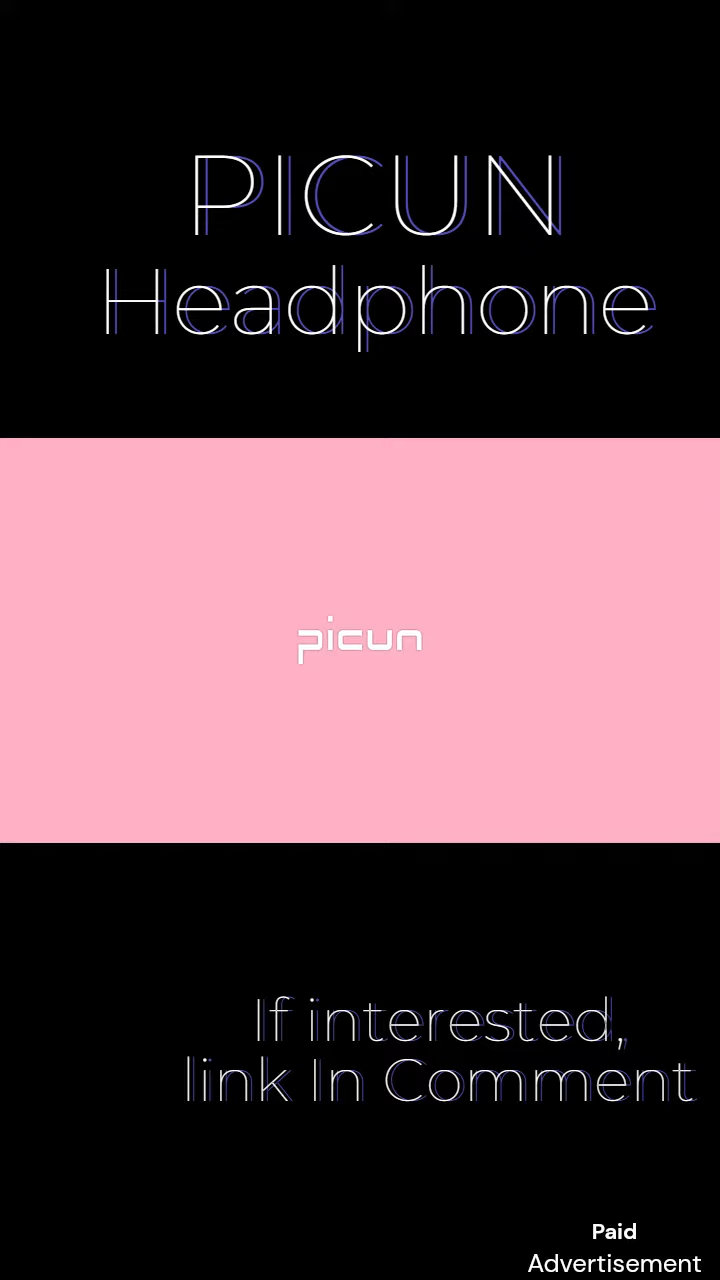 PICUN
Headphone
picun
If interested,
link In Comment
Paid
Advertisement